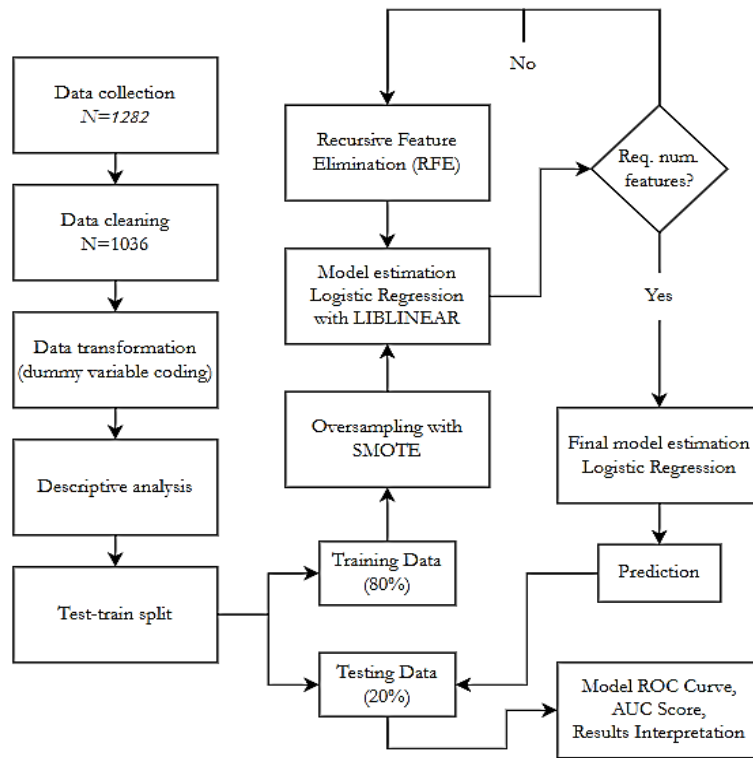 Data collection
N=1282
Data cleaning
N=1036
Data transformation
(dummy variable coding)
Descriptive analysis
Test-train split
Training Data
(80%)
Testing Data
(20%)
Oversampling with
SMOTE
Model estimation
Logistic Regression
with LIBLINEAR
Recursive Feature
Elimination (RFE)
No
Req. num.
features?
Yes
Final model estimation
Logistic Regression
Prediction
Model ROC Curve,
AUC Score,
Results Interpretation